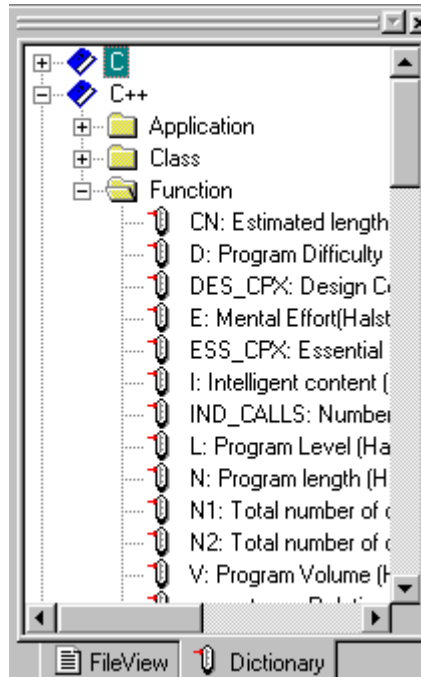 C
C++
Application
Class
Function
CN: Estimated length
D: Program Difficulty
DES_CPX: Design
E: Mental Effort(Halst
ESS_CPX: Essential
I: Intelligent content (
IND_CALLS: Number
L: Program Level (Ha
N: Program length (H
N1: Total number of
N2: Total number of
V: Program Volume (H
FileView Dictionary